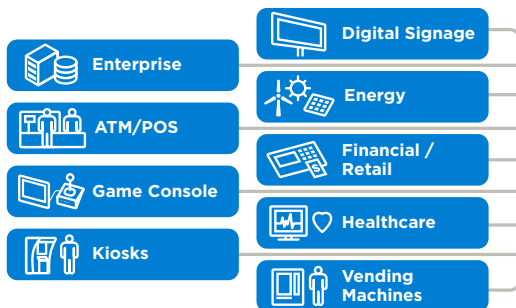 Enterprise
ATM/POS
Game Console
Kiosks
Digital Signage
Energy
Financial /
Retail
Healthcare
Vending
Machines